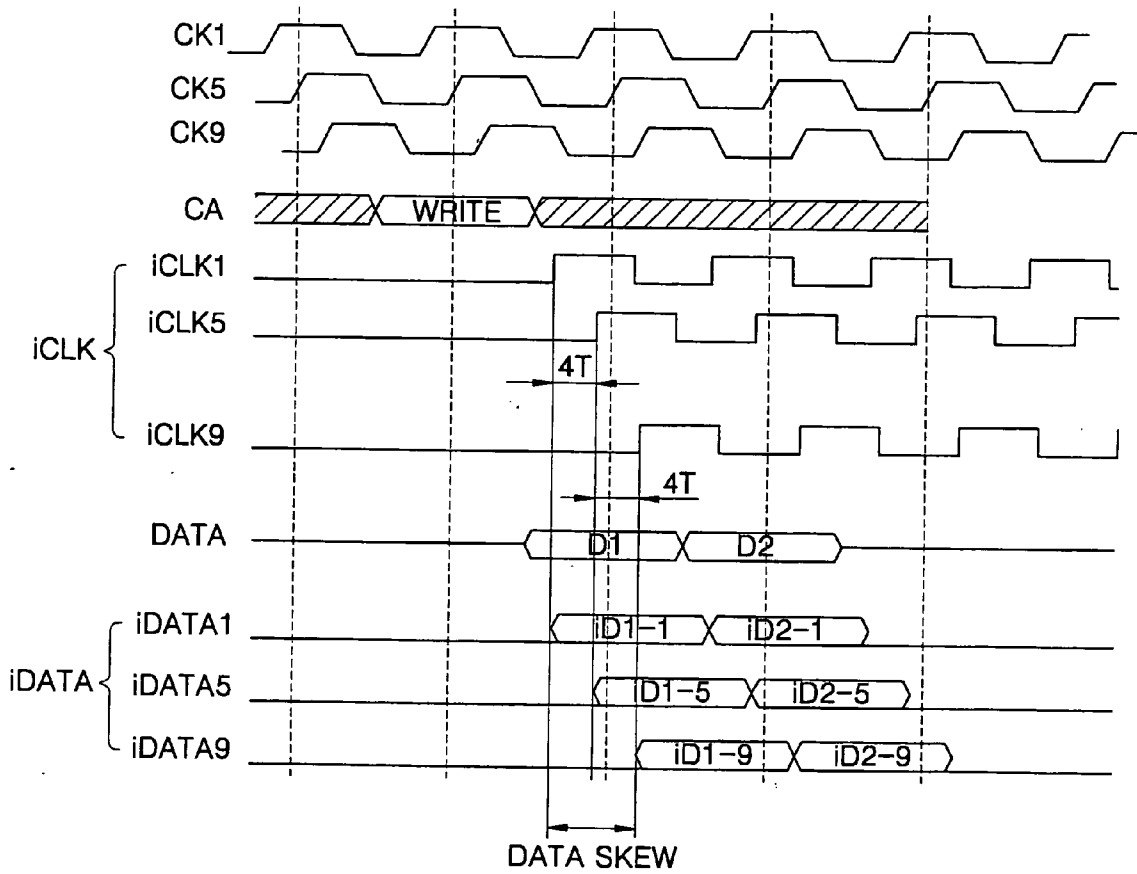 CK1
CK5
CK9
CA
WRITE
iCLK
iCLK1
iCLK5
4T
iCLK9
4T
DATA
D1
D2
iDATA
iDATA1
iD1-1
iD2-1
iDATA5
iD1-5
iD2-5
iDATA9
iD1-9
iD2-9
DATA SKEW